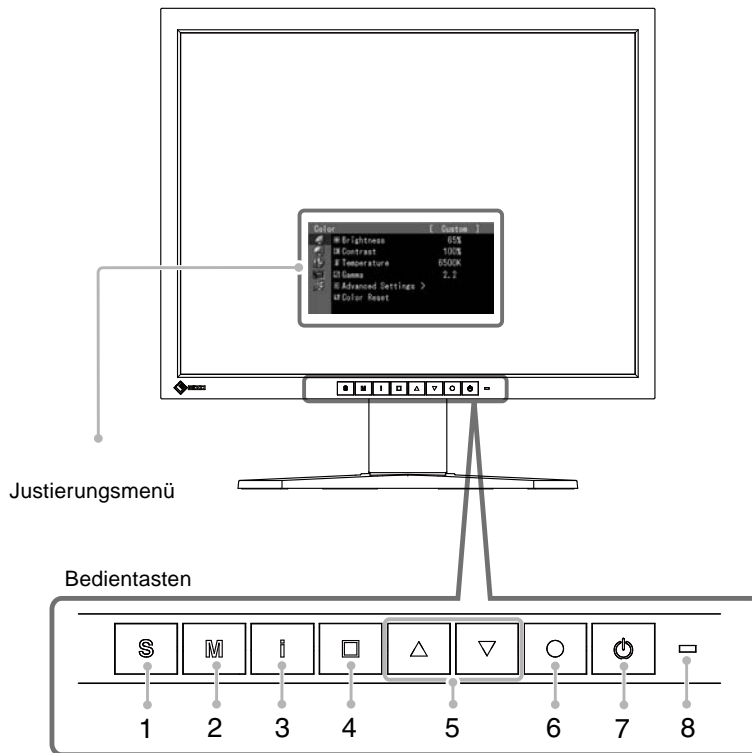 Color [ Custom ]
Brightness 65%
Contrast 100%
Temperature 6500K
Gamma 2.2
Advanced Settings >
Color Reset
S M i
Justierungsmenü
Bedientasten
S M i
1 2 3 4 5 6 7 8